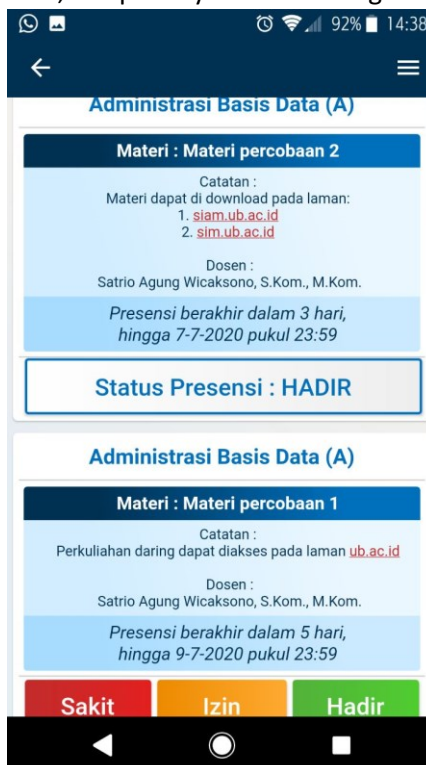 92% 14:38
Administrasi Basis Data (A)
Materi : Materi percobaan 2
Catatan :
Materi dapat di download pada laman:
1. siam.ub.ac.id
2. sim.ub.ac.id
Dosen :
Satrio Agung Wicaksono, S.Kom., M.Kom.
Presensi berakhir dalam 3 hari,
hingga 7-7-2020 pukul 23:59
Status Presensi : HADIR
Administrasi Basis Data (A)
Materi : Materi percobaan 1
Catatan :
Perkuliahan daring dapat diakses pada laman ub.ac.id
Dosen :
Satrio Agung Wicaksono, S.Kom., M.Kom.
Presensi berakhir dalam 5 hari,
hingga 9-7-2020 pukul 23:59
Sakit Izin Hadir